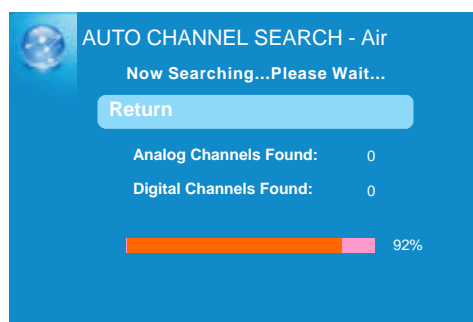 AUTO CHANNEL SEARCH - Air
Now Searching...Please Wait...
Return
Analog Channels Found: 0
Digital Channels Found: 0
92%